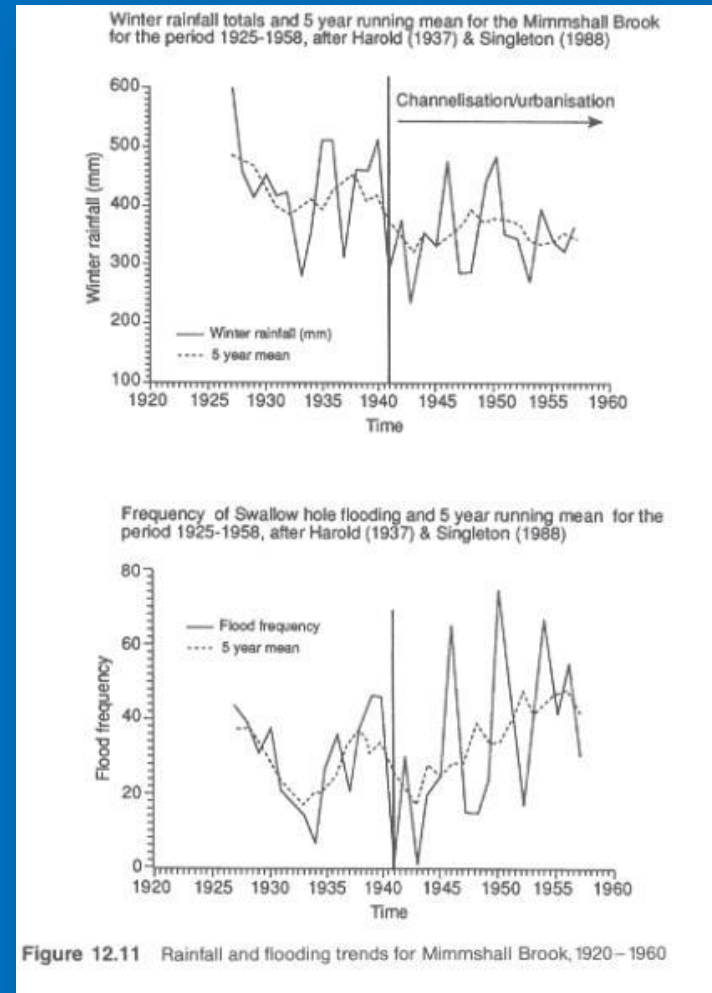 Winter rainfall totals and 5 year running mean for the Mimmshall Brook
for the period 1925-1958, after Harold (1937) & Singleton (1988)
600
Channelisation/urbanisation
500
400
300
200
100
Winter rainfall (mm)
Winter rainfall (mm)
5 year mean
1920 1925 1930 1935 1940 1945 1950 1955 1960
Time
Frequency of Swallow hole flooding and 5 year running mean for the
period 1925-1958, after Harold (1937) & Singleton (1988)
80
60
40
20
0
Flood frequency
Flood frequency
5 year mean
1920 1925 1930 1935 1940 1945 1950 1955 1960
Time
Figure 12.11 Rainfall and flooding trends for Mimmshall Brook, 1920–1960